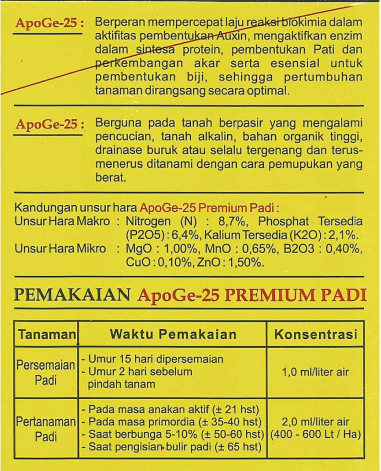 ApoGe-25 : Berperan mempercepat laju reaksi biokimia dalam
aktifitas pembentukan Auxin, mengaktifkan enzim
dalam sintesa protein, pembentukan Pati dan
perkembangan akar serta esensial untuk
pembentukan biji, sehingga pertumbuhan
tanaman dirangsang secara optimal.
ApoGe-25 : Berguna pada tanah berpasir yang mengalami
pencucian, tanah alkalin, bahan organik tinggi,
drainase buruk atau selalu tergenang dan terus-
menerus ditanami dengan cara pemupukan yang
berat.
Kandungan unsur hara ApoGe-25 Premium Padi :
Unsur Hara Makro : Nitrogen (N) : 8,7%, Phosphat Tersedia
(P2O5) : 6,4%, Kalium Tersedia (K2O) : 2,1%.
Unsur Hara Mikro : MgO : 1,00%, MnO : 0,65%, B2O3 : 0,40%,
CuO : 0,10%, ZnO : 1,50%.
PEMAKAIAN ApoGe-25 PREMIUM PADI
Tanaman Waktu Pemakaian Konsentrasi
Persemaian Padi
- Umur 15 hari dipersemaian
- Umur 2 hari sebelum
pindah tanam
1,0 ml/liter air
Pertanaman Padi
- Pada masa anakan aktif (± 21 hst)
- Pada masa primordia (± 35-40 hst)
- Saat berbunga 5-10% (± 50-60 hst)
- Saat pengisian bulir padi (± 65 hst)
2,0 ml/liter air
(400 - 600 Lt / Ha)